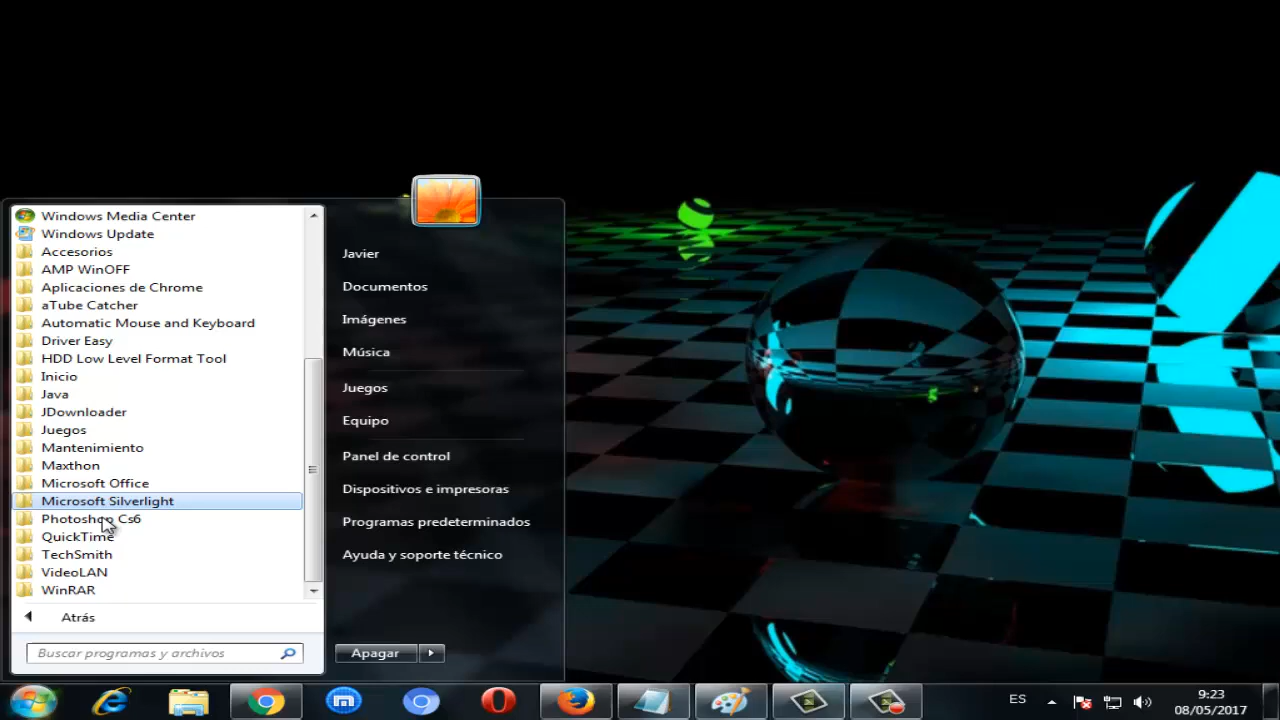 Windows Media Center
Windows Update
Accesorios
AMP WinOFF
Aplicaciones de Chrome
aTube Catcher
Automatic Mouse and Keyboard
Driver Easy
HDD Low Level Format Tool
Inicio
Java
JDownloader
Juegos
Mantenimiento
Maxthon
Microsoft Office
Microsoft Silverlight
Photoshop Cs6
QuickTime
TechSmith
VideoLAN
WinRAR
Atrás
Buscar programas y archivos
Javier
Documentos
Imágenes
Música
Juegos
Equipo
Panel de control
Dispositivos e impresoras
Programas predeterminados
Ayuda y soporte técnico
Apagar
ES
9:23
08/05/2017